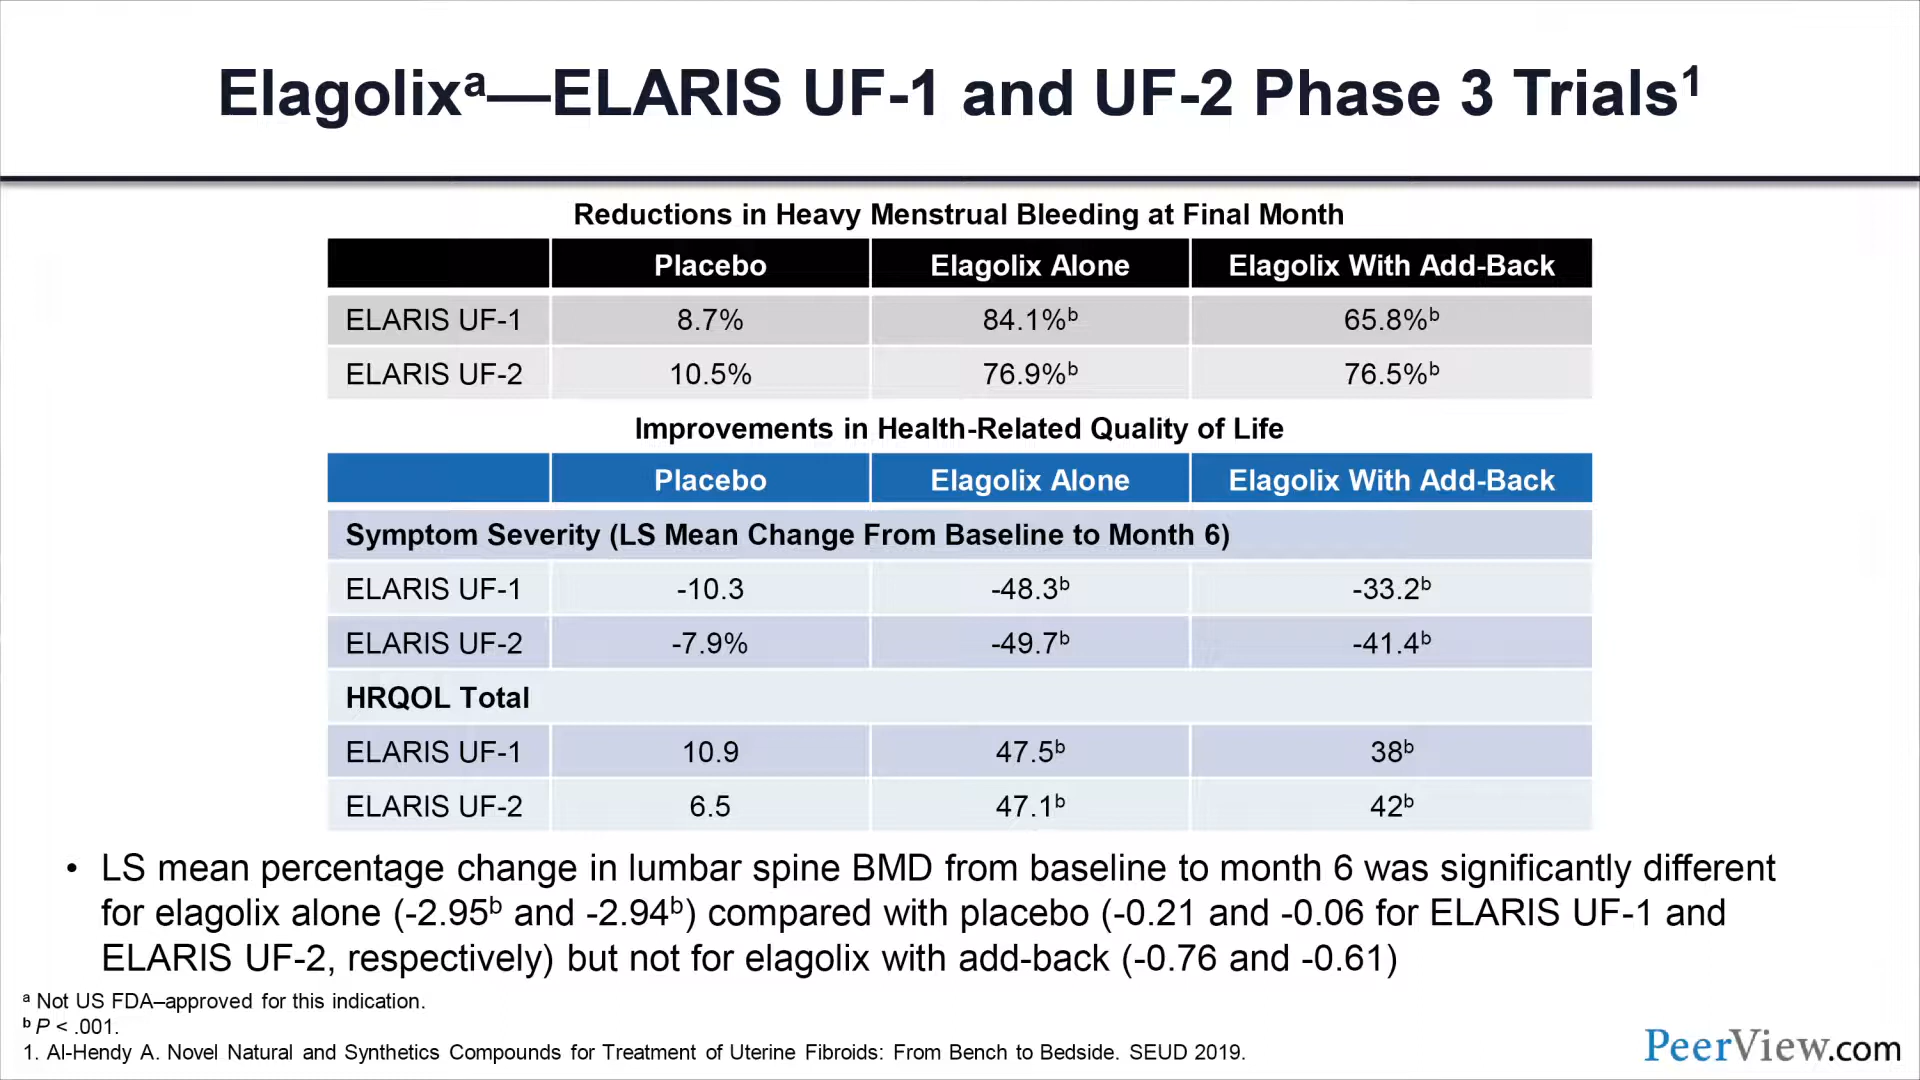 Elagolixᵃ—ELARIS UF-1 and UF-2 Phase 3 Trials¹
Reductions in Heavy Menstrual Bleeding at Final Month
Placebo Elagolix Alone Elagolix With Add-Back
ELARIS UF-1 8.7% 84.1%ᵇ 65.8%ᵇ
ELARIS UF-2 10.5% 76.9%ᵇ 76.5%ᵇ
Improvements in Health-Related Quality of Life
Placebo Elagolix Alone Elagolix With Add-Back
Symptom Severity (LS Mean Change From Baseline to Month 6)
ELARIS UF-1 -10.3 -48.3ᵇ -33.2ᵇ
ELARIS UF-2 -7.9% -49.7ᵇ -41.4ᵇ
HRQOL Total
ELARIS UF-1 10.9 47.5ᵇ 38ᵇ
ELARIS UF-2 6.5 47.1ᵇ 42ᵇ
• LS mean percentage change in lumbar spine BMD from baseline to month 6 was significantly different
for elagolix alone (-2.95ᵇ and -2.94ᵇ) compared with placebo (-0.21 and -0.06 for ELARIS UF-1 and
ELARIS UF-2, respectively) but not for elagolix with add-back (-0.76 and -0.61)
ᵃ Not US FDA–approved for this indication.
ᵇ P < .001.
1. Al-Hendy A. Novel Natural and Synthetics Compounds for Treatment of Uterine Fibroids: From Bench to Bedside. SEUD 2019.
PeerView.com